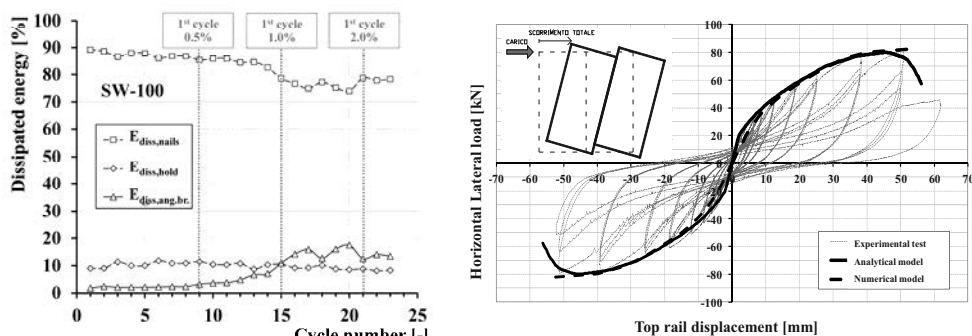 Dissipated energy [%]
100
90
80
70
60
50
40
30
20
10
0
1st cycle
0.5%
1st cycle
1.0%
1st cycle
2.0%
SW-100
Ediss,nails
Ediss,hold
Ediss,ang.br.
0 5 10 15 20 25
Cycle number [-]
Horizontal Lateral load [kN]
100
80
60
40
20
0
-20
-40
-60
-80
-100
-70 -60 -50 -40 -30 -20 -10 0 10 20 30 40 50 60 70
SCORRIMENTO TOTALE
CARICO
Experimental test
Analytical model
Numerical model
Top rail displacement [mm]